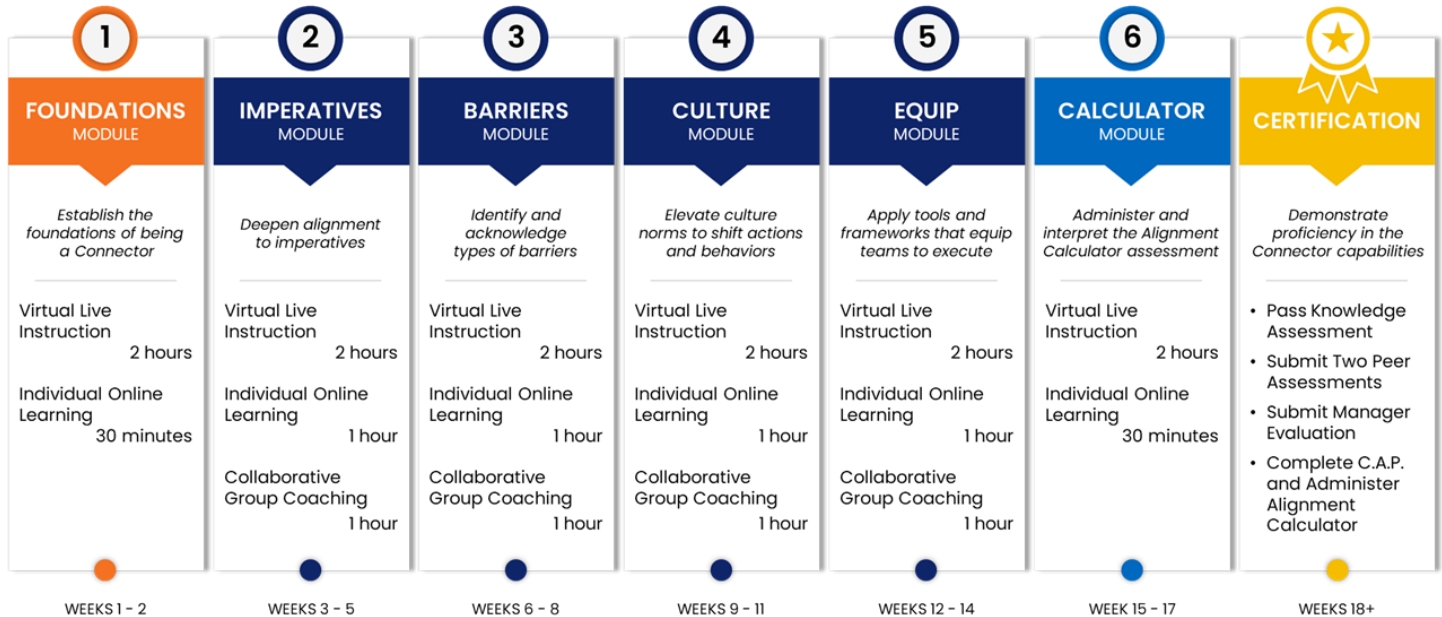 1
FOUNDATIONS
MODULE
Establish the
foundations of being
a Connector
Virtual Live
Instruction
2 hours
Individual Online
Learning
30 minutes
WEEKS 1 - 2
2
IMPERATIVES
MODULE
Deepen alignment
to imperatives
Virtual Live
Instruction
2 hours
Individual Online
Learning
1 hour
Collaborative
Group Coaching
1 hour
WEEKS 3 - 5
3
BARRIERS
MODULE
Identify and
acknowledge
types of barriers
Virtual Live
Instruction
2 hours
Individual Online
Learning
1 hour
Collaborative
Group Coaching
1 hour
WEEKS 6 - 8
4
CULTURE
MODULE
Elevate culture
norms to shift actions
and behaviors
Virtual Live
Instruction
2 hours
Individual Online
Learning
1 hour
Collaborative
Group Coaching
1 hour
WEEKS 9 - 11
5
EQUIP
MODULE
Apply tools and
frameworks that equip
teams to execute
Virtual Live
Instruction
2 hours
Individual Online
Learning
1 hour
Collaborative
Group Coaching
1 hour
WEEKS 12 - 14
6
CALCULATOR
MODULE
Administer and
interpret the Alignment
Calculator assessment
Virtual Live
Instruction
2 hours
Individual Online
Learning
30 minutes
WEEK 15 - 17
CERTIFICATION
Demonstrate
proficiency in the
Connector capabilities
• Pass Knowledge
Assessment
• Submit Two Peer
Assessments
• Submit Manager
Evaluation
• Complete C.A.P.
and Administer
Alignment
Calculator
WEEKS 18+